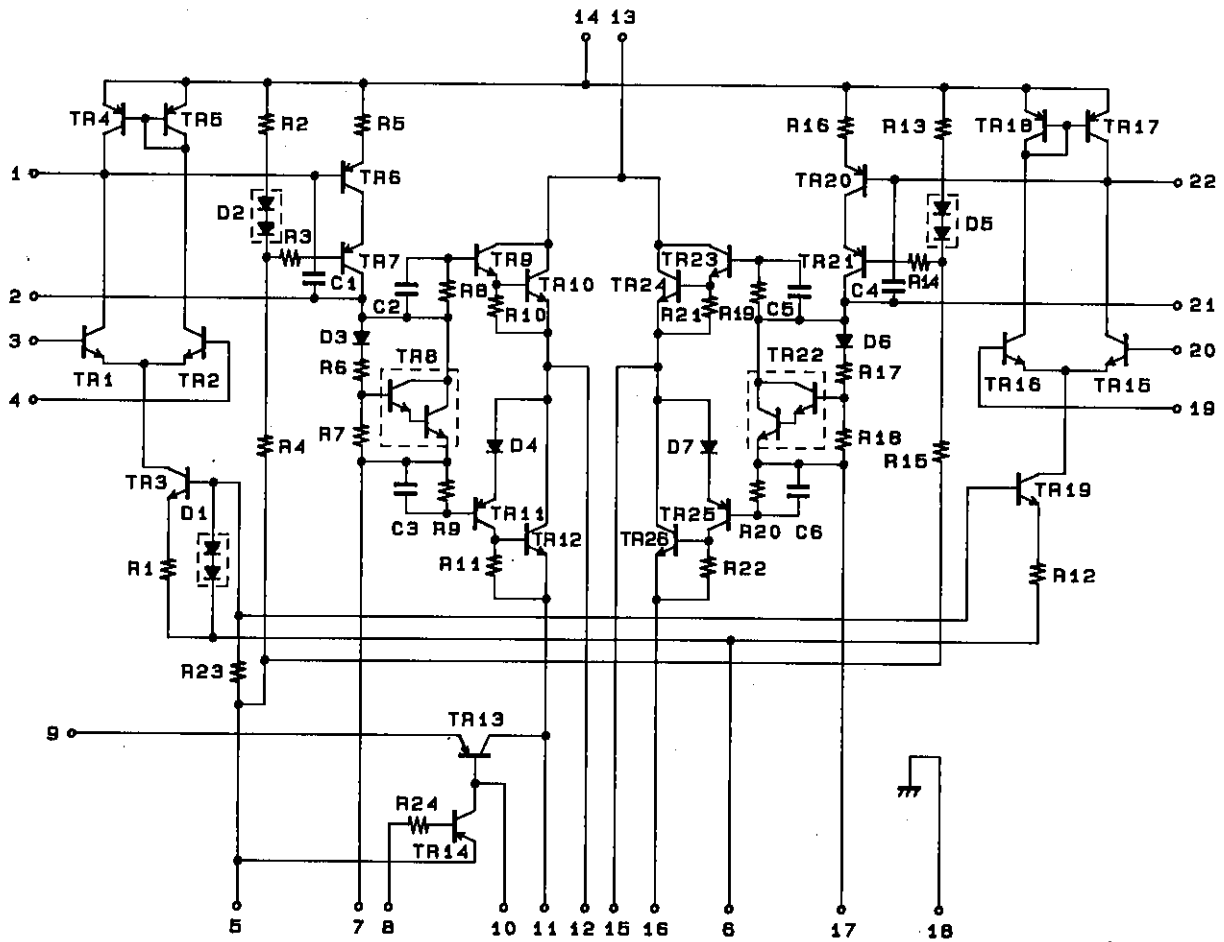 14 13
TR4 TR5 R2 R5 R16 R13 TR18 TR17
1 TR6 TR20 22
D2 D5
R3 TR7 TR9 TR23 TR21
C1 R8 TR10 TR24 C4 R14
2 C2 R10 R21 R19 C5 21
3 D3 TR8 TR22 D6 20
TR1 TR2 R6 R17 TR16 TR15
4 19
R4 R7 D4 D7 R18 R15
TR3 TR19
D1 C3 R9 TR11 TR12 TR25 TR26 R20 C6
R1 R11 R22 R12
R23
9 TR13
R24
TR14
5 7 8 10 11 12 15 16 6 17 18